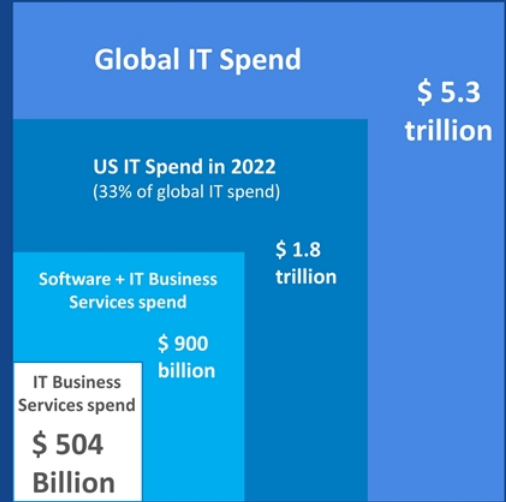 Global IT Spend
$ 5.3
trillion
US IT Spend in 2022
(33% of global IT spend)
$ 1.8
trillion
Software + IT Business
Services spend
$ 900
billion
IT Business
Services spend
$ 504
Billion